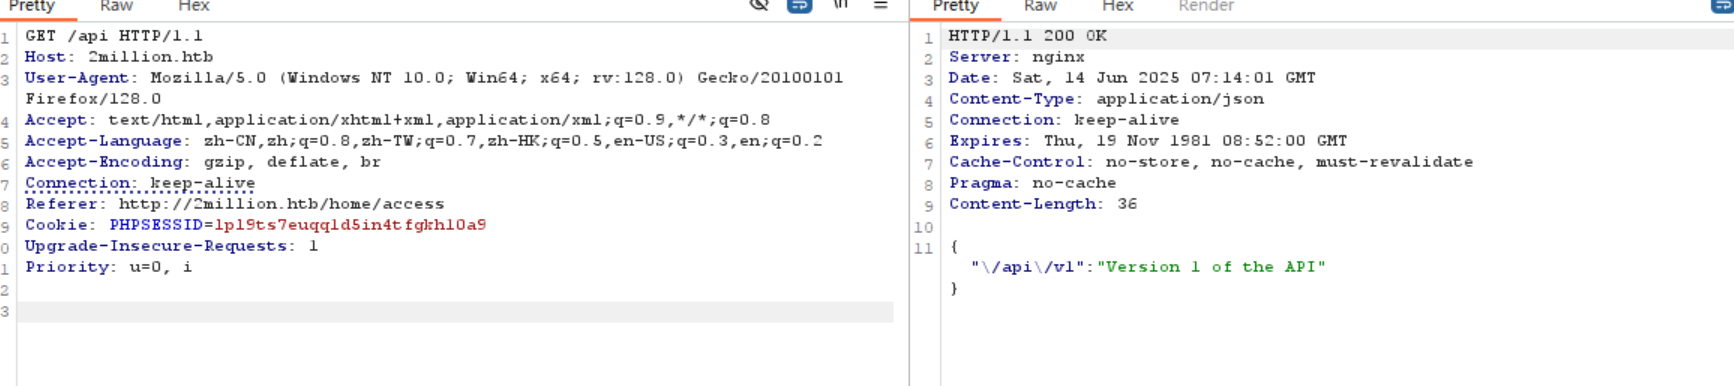 Pretty Raw Hex \n
1 GET /api HTTP/1.1
2 Host: 2million.htb
3 User-Agent: Mozilla/5.0 (Windows NT 10.0; Win64; x64; rv:128.0) Gecko/20100101
Firefox/128.0
4 Accept: text/html,application/xhtml+xml,application/xml;q=0.9,*/*;q=0.8
5 Accept-Language: zh-CN,zh;q=0.8,zh-TW;q=0.7,zh-HK;q=0.5,en-US;q=0.3,en;q=0.2
6 Accept-Encoding: gzip, deflate, br
7 Connection: keep-alive
8 Referer: http://2million.htb/home/access
9 Cookie: PHPSESSID=lpl9ts7euqqld5in4tfgkhl0a9
0 Upgrade-Insecure-Requests: 1
1 Priority: u=0, i
2
3
Pretty Raw Hex Render
1 HTTP/1.1 200 OK
2 Server: nginx
3 Date: Sat, 14 Jun 2025 07:14:01 GMT
4 Content-Type: application/json
5 Connection: keep-alive
6 Expires: Thu, 19 Nov 1981 08:52:00 GMT
7 Cache-Control: no-store, no-cache, must-revalidate
8 Pragma: no-cache
9 Content-Length: 36
10
11 {
"\/api\/v1":"Version 1 of the API"
}